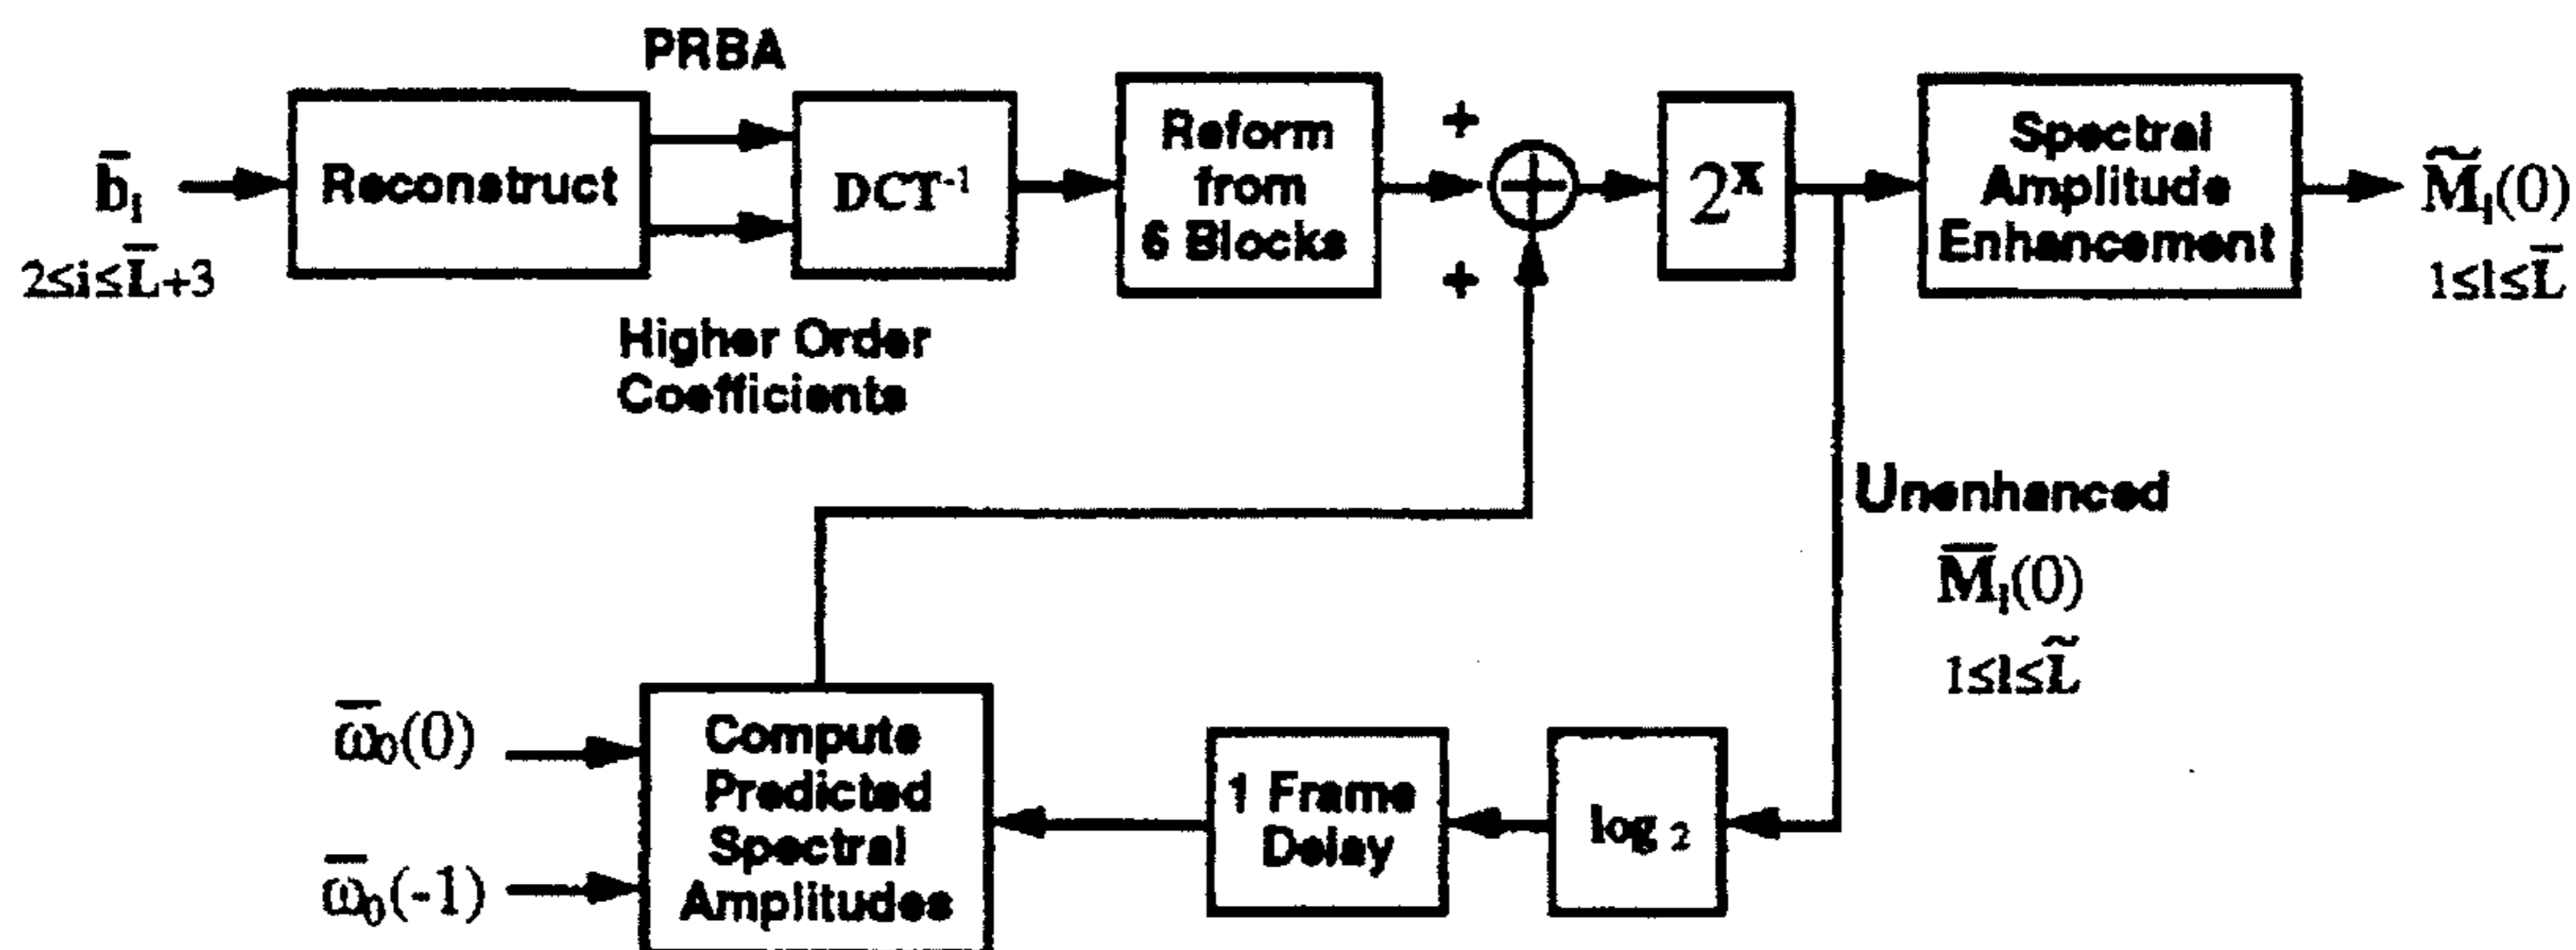 PRBA
b̄ᵢ
2≤i≤L̄+3
Reconstruct
Higher Order
Coefficients
DCT⁻¹
Reform
from
6 Blocks
+
+
2ˣ
Spectral
Amplitude
Enhancement
M̃ₗ(0)
1≤l≤L̄
Unenhanced
M̄ₗ(0)
1≤l≤L̃
ω̄₀(0)
ω̄₀(-1)
Compute
Predicted
Spectral
Amplitudes
1 Frame
Delay
log ₂